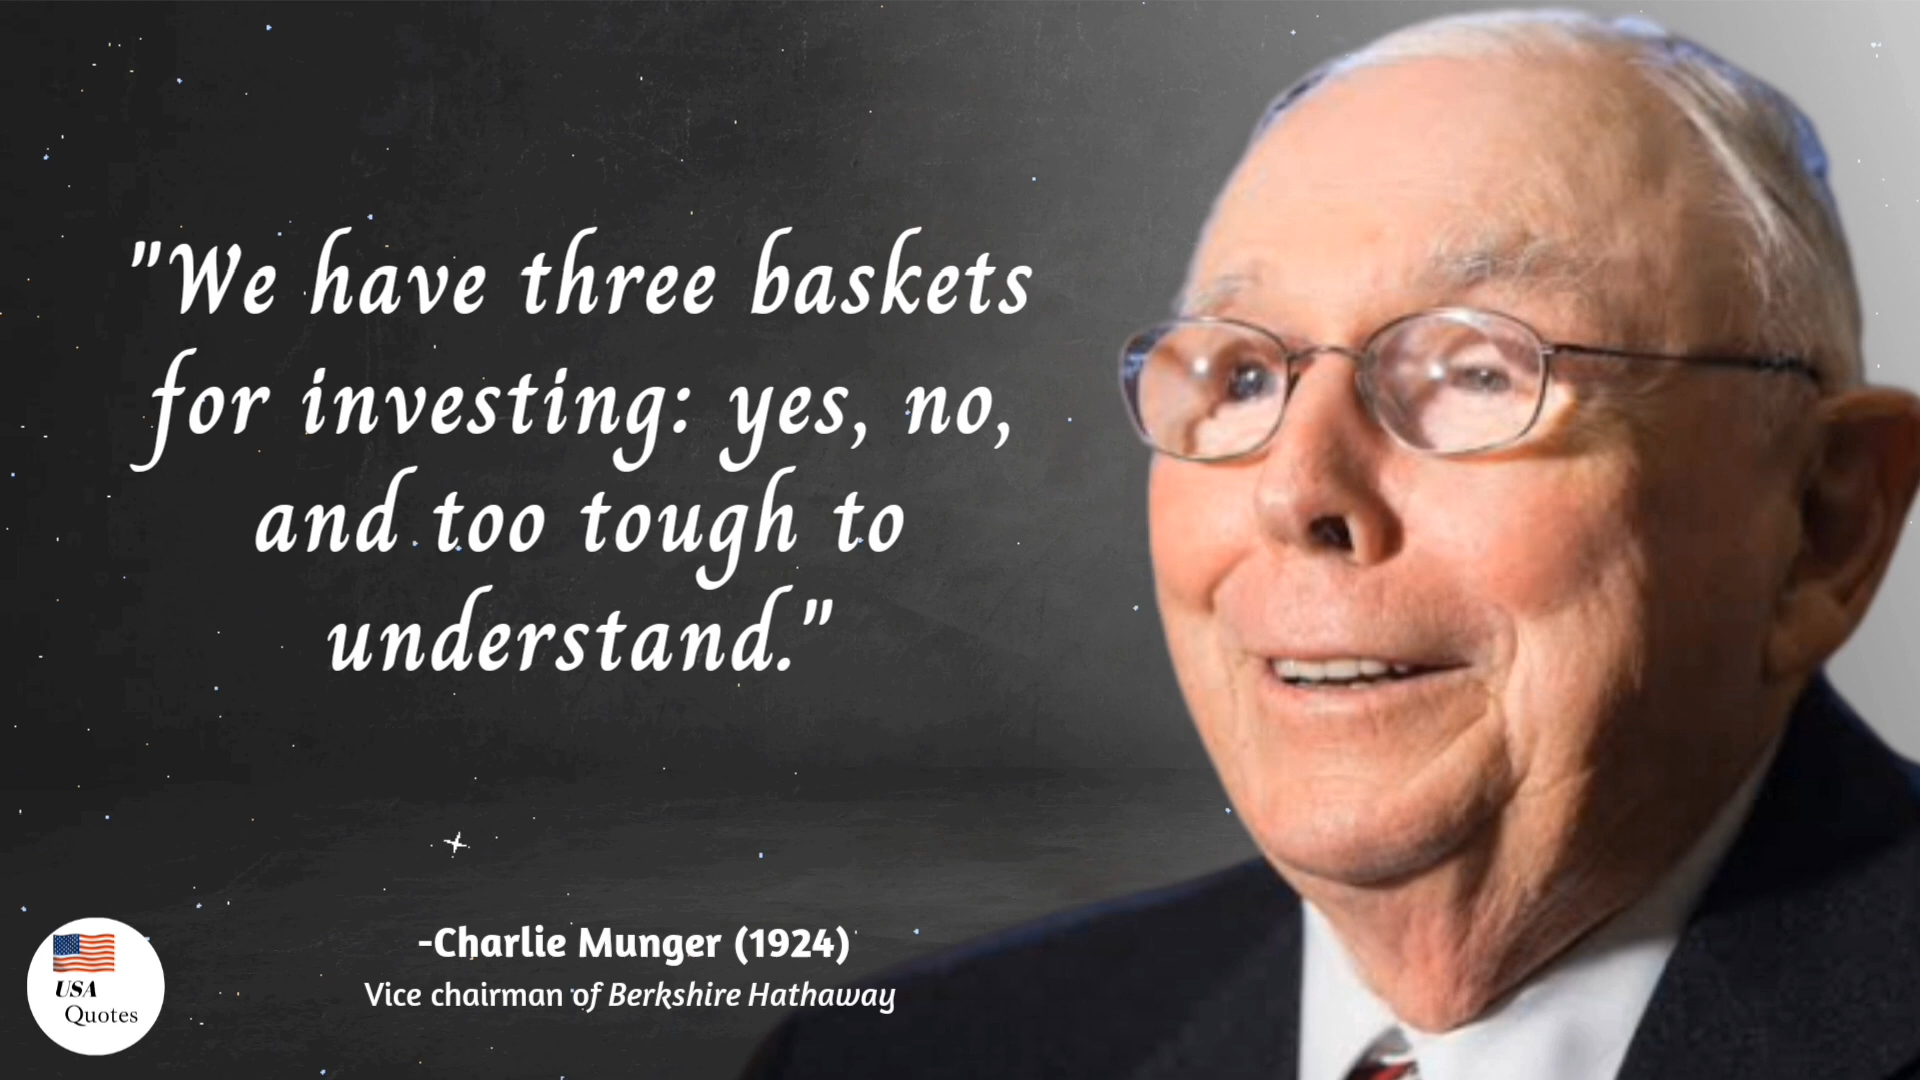 "We have three baskets
for investing: yes, no,
and too tough to
understand."
-Charlie Munger (1924)
Vice chairman of Berkshire Hathaway
USA
Quotes